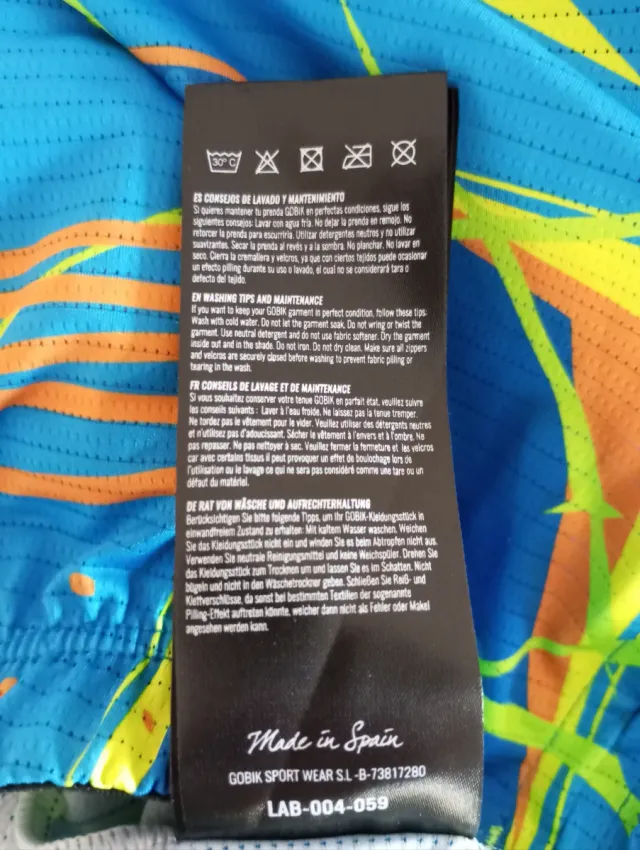 30º C
ES CONSEJOS DE LAVADO Y MANTENIMIENTO
Si quieres mantener tu prenda GOBIK en perfectas condiciones, sigue los
siguientes consejos: Lavar con agua fría. No dejar la prenda en remojo. No
retorcer la prenda para escurrirla. Utilizar detergentes neutros y no utilizar
suavizantes. Secar la prenda al revés y a la sombra. No planchar. No lavar en
seco. Cierra la cremallera y velcros, ya que con ciertos tejidos puede ocasionar
un efecto pilling durante su uso o lavado, el cual no se considerará tara o
defecto del tejido.
EN WASHING TIPS AND MAINTENANCE
If you want to keep your GOBIK garment in perfect condition, follow these tips:
Wash with cold water. Do not let the garment soak. Do not wring or twist the
garment. Use neutral detergent and do not use fabric softener. Dry the garment
inside out and in the shade. Do not iron. Do not dry clean. Make sure all zippers
and velcros are securely closed before washing to prevent fabric pilling or
tearing in the wash.
FR CONSEILS DE LAVAGE ET DE MAINTENANCE
Si vous souhaitez conserver votre tenue GOBIK en parfait état, veuillez suivre
les conseils suivants : Laver à l'eau froide. Ne laissez pas la tenue tremper.
Ne tordez pas le vêtement pour le vider. Veuillez utiliser des détergents neutres
et n'utilisez pas d'adoucissant. Sécher le vêtement à l'envers et à l'ombre. Ne
pas repasser. Ne pas nettoyer à sec. Veuillez fermer la fermeture et les velcros
car avec certains tissus il peut provoquer un effet de boulochage lors de
l'utilisation ou le lavage ce qui ne sera pas considéré comme une tare ou un
défaut du matériel.
DE RAT VON WÄSCHE UND AUFRECHTERHALTUNG
Berücksichtigen Sie bitte folgende Tipps, um Ihr GOBIK-Kleidungsstück in
einwandfreiem Zustand zu erhalten: Mit kaltem Wasser waschen. Weichen
Sie das Kleidungsstück nicht ein und winden Sie es beim Abtropfen nicht aus.
Verwenden Sie neutrale Reinigungsmittel und keine Weichspüler. Drehen Sie
das Kleidungsstück zum Trocknen um und lassen Sie es im Schatten. Nicht
bügeln und nicht in den Wäschetrockner geben. Schließen Sie Reiß- und
Klettverschlüsse, da sonst bei bestimmten Textilien der sogenannte
Pilling-Effekt auftreten könnte, welcher dann nicht als Fehler oder Makel
angesehen werden kann.
Made in Spain
GOBIK SPORT WEAR S.L -B-73817280
LAB-004-059